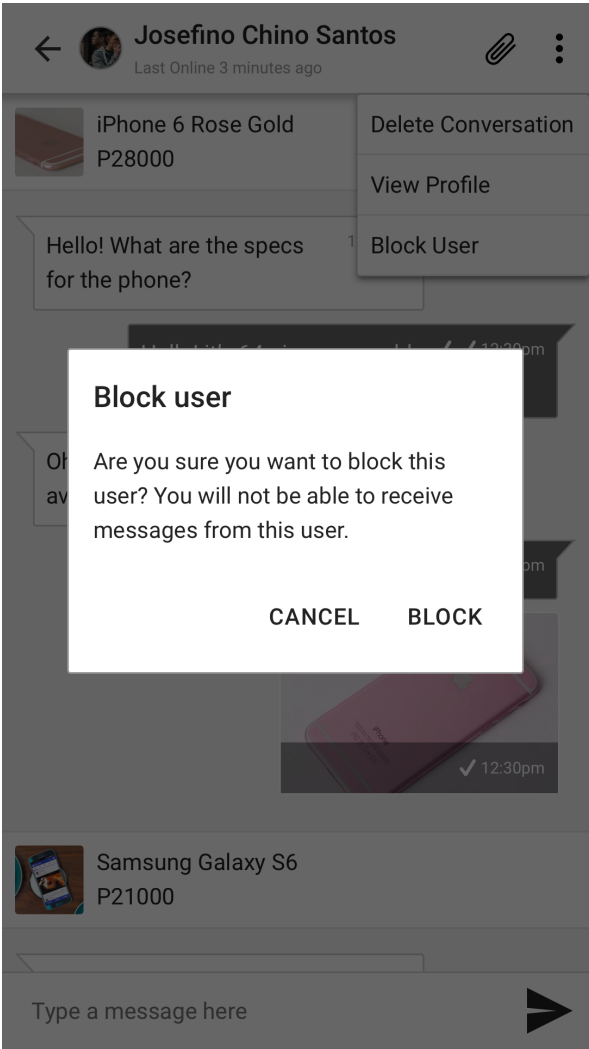 Josefino Chino Santos
Last Online 3 minutes ago
iPhone 6 Rose Gold
P28000
Delete Conversation
View Profile
Block User
Hello! What are the specs
for the phone?
12:30pm
Block user
Are you sure you want to block this
user? You will not be able to receive
messages from this user.
CANCEL
BLOCK
iPhone
12:30pm
Samsung Galaxy S6
P21000
Type a message here